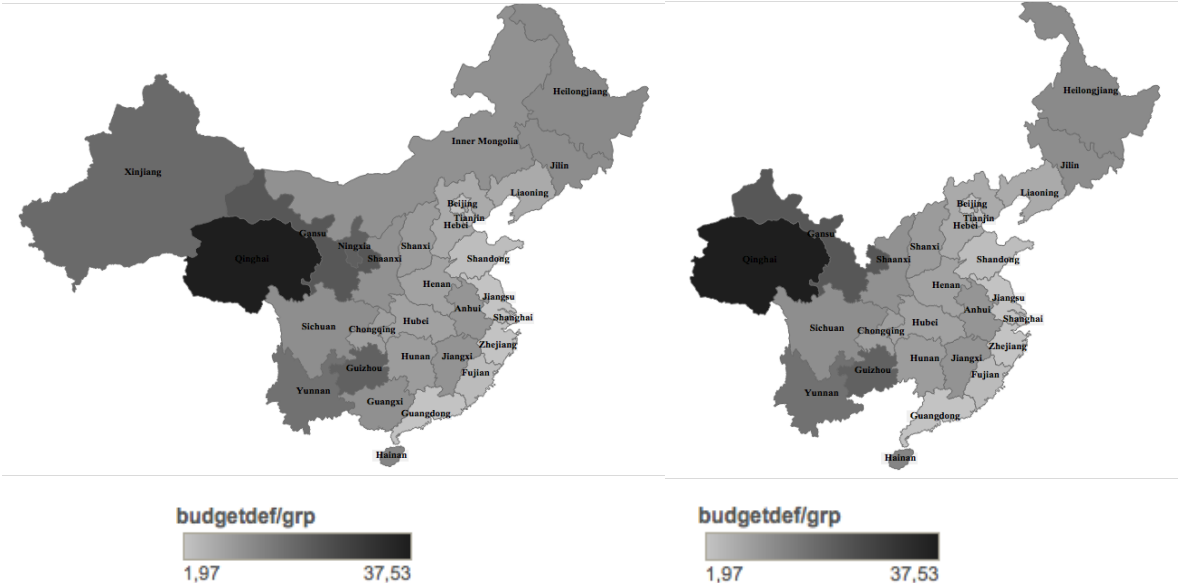 Heilongjiang
Inner Mongolia
Jilin
Xinjiang
Liaoning
Beijing
Tianjin
Hebei
Gansu
Ningxia
Shanxi
Shaanxi
Qinghai
Shandong
Henan
Jiangsu
Anhui
Shanghai
Sichuan
Chongqing
Hubei
Zhejiang
Hunan
Jiangxi
Guizhou
Fujian
Yunnan
Guangxi
Guangdong
Hainan
budgetdef/grp
1,97 37,53
Heilongjiang
Jilin
Liaoning
Beijing
Tianjin
Hebei
Gansu
Shanxi
Shaanxi
Qinghai
Shandong
Henan
Jiangsu
Anhui
Shanghai
Sichuan
Chongqing
Hubei
Zhejiang
Hunan
Jiangxi
Guizhou
Fujian
Yunnan
Guangdong
Hainan
budgetdef/grp
1,97 37,53